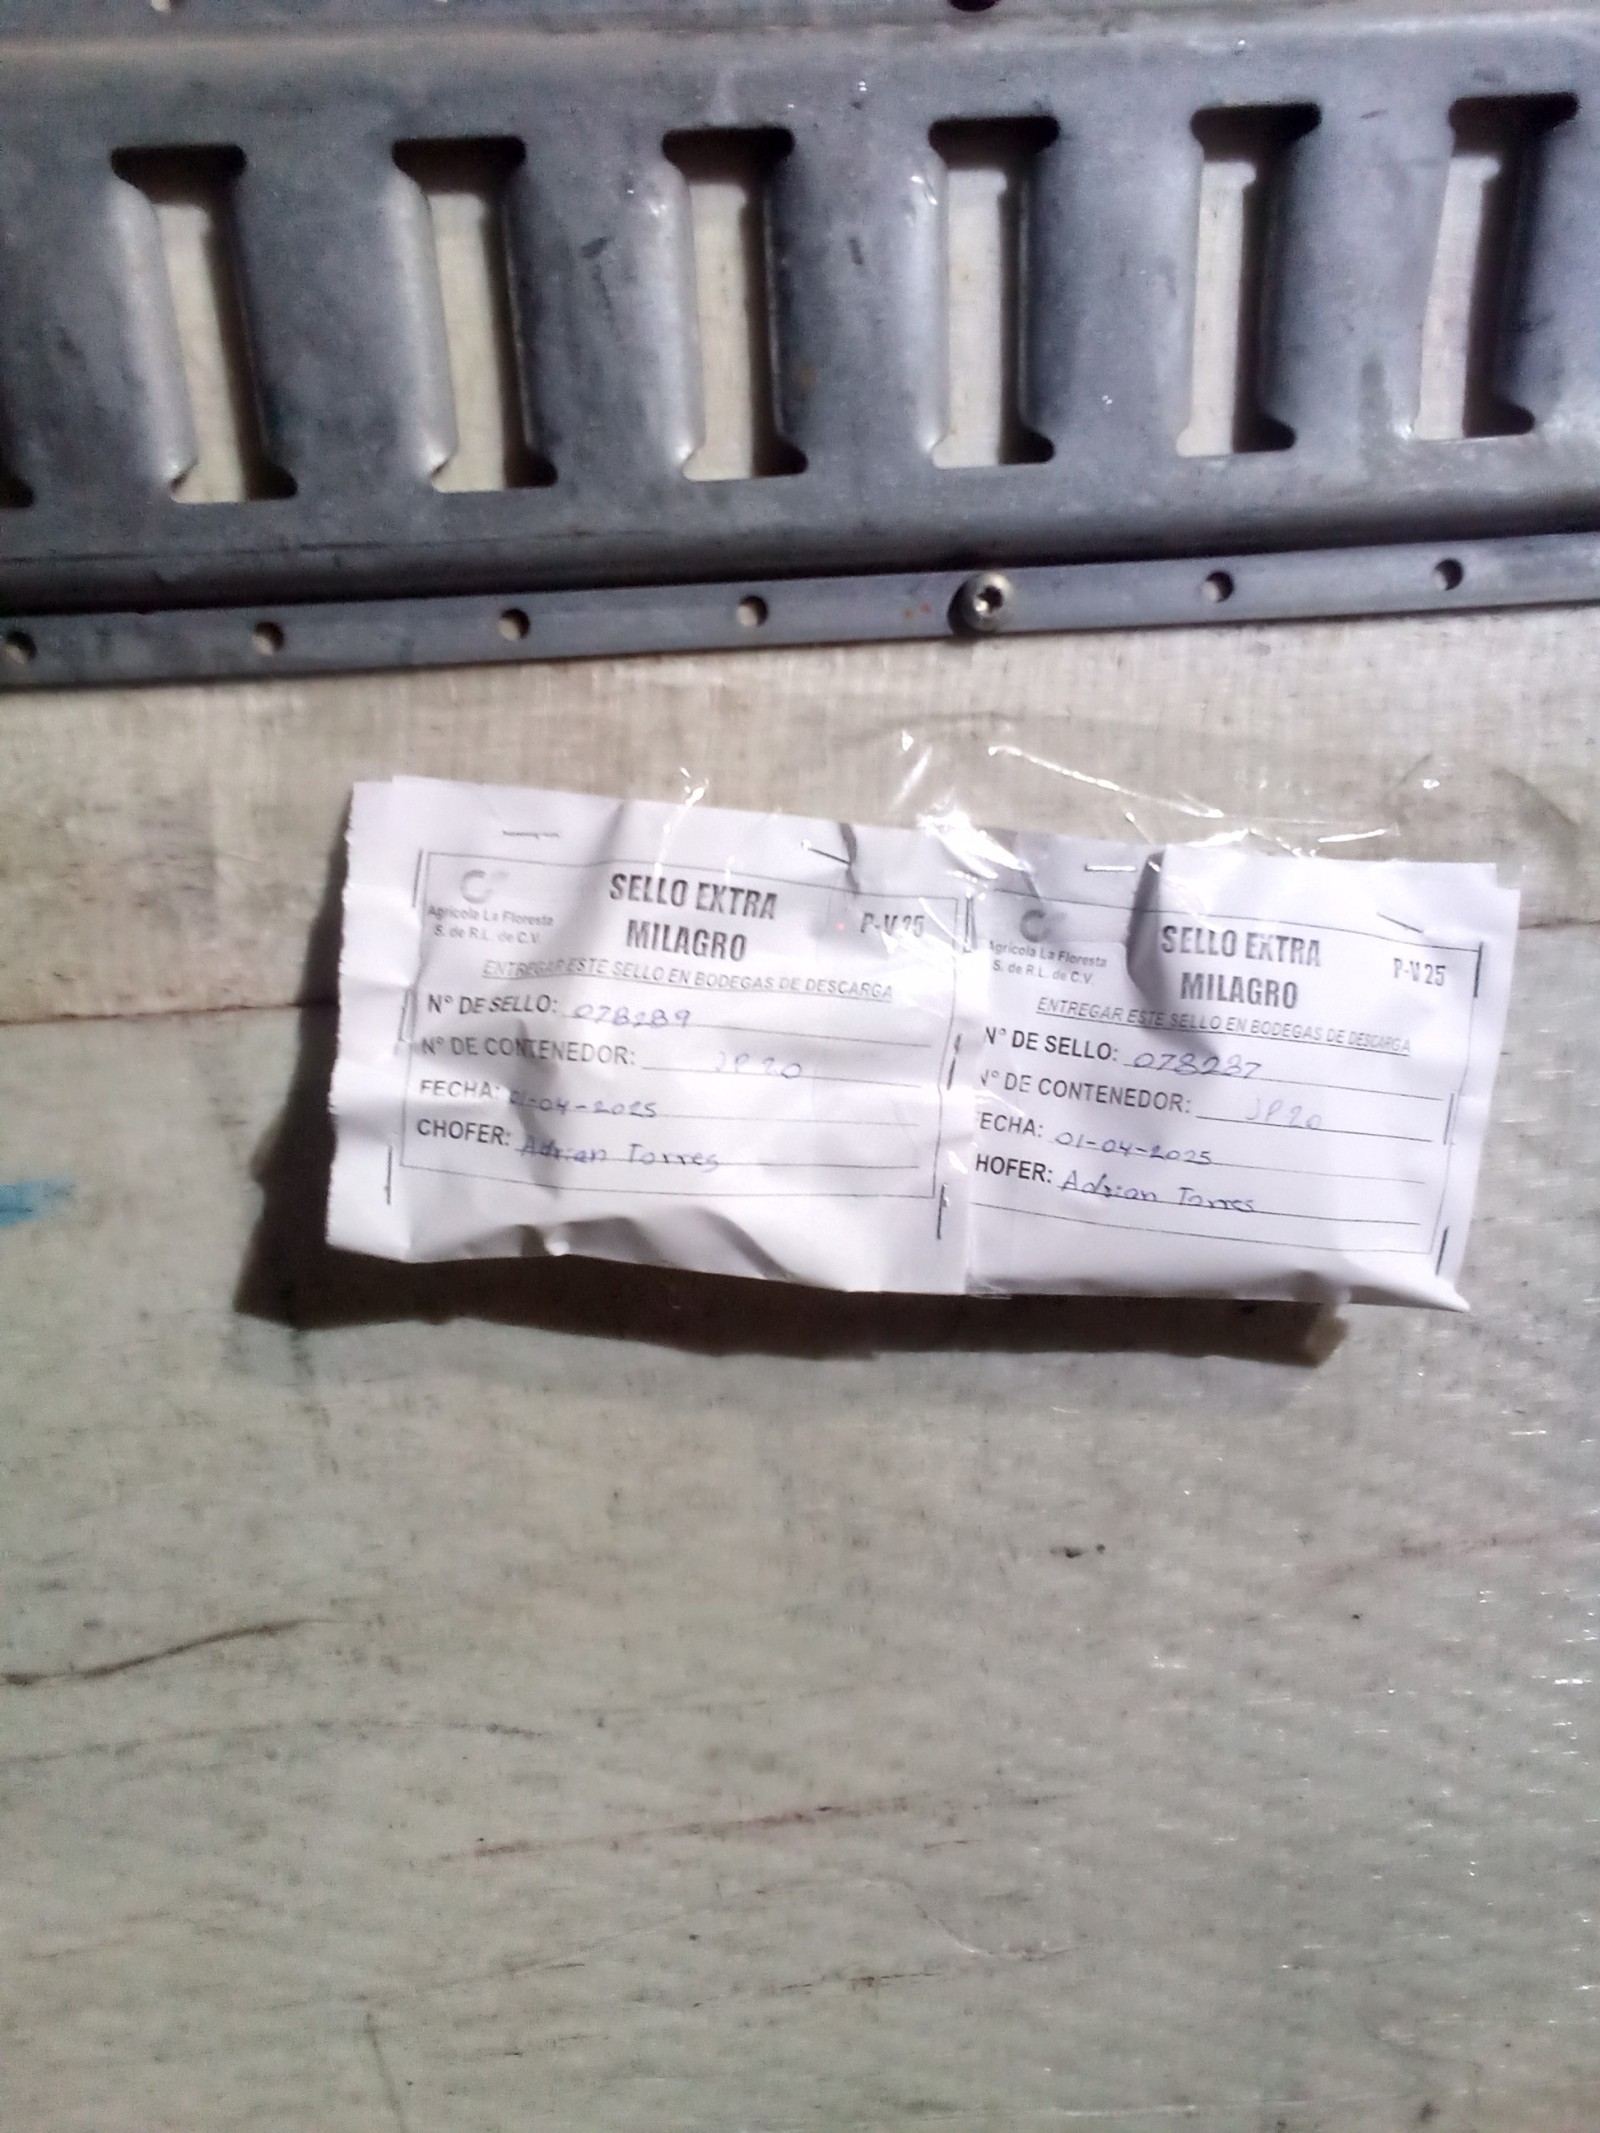 Agrícola La Floresta
S. de R.L. de C.V.
SELLO EXTRA
MILAGRO
P-V 25
ENTREGAR ESTE SELLO EN BODEGAS DE DESCARGA
N° DE SELLO: 078289
N° DE CONTENEDOR: JP20
FECHA: 01-04-2025
CHOFER: Adrian Torres
Agrícola La Floresta
S. de R.L. de C.V.
SELLO EXTRA
MILAGRO
P-V 25
ENTREGAR ESTE SELLO EN BODEGAS DE DESCARGA
N° DE SELLO: 078287
N° DE CONTENEDOR: JP20
FECHA: 01-04-2025
HOFER: Adrian Torres